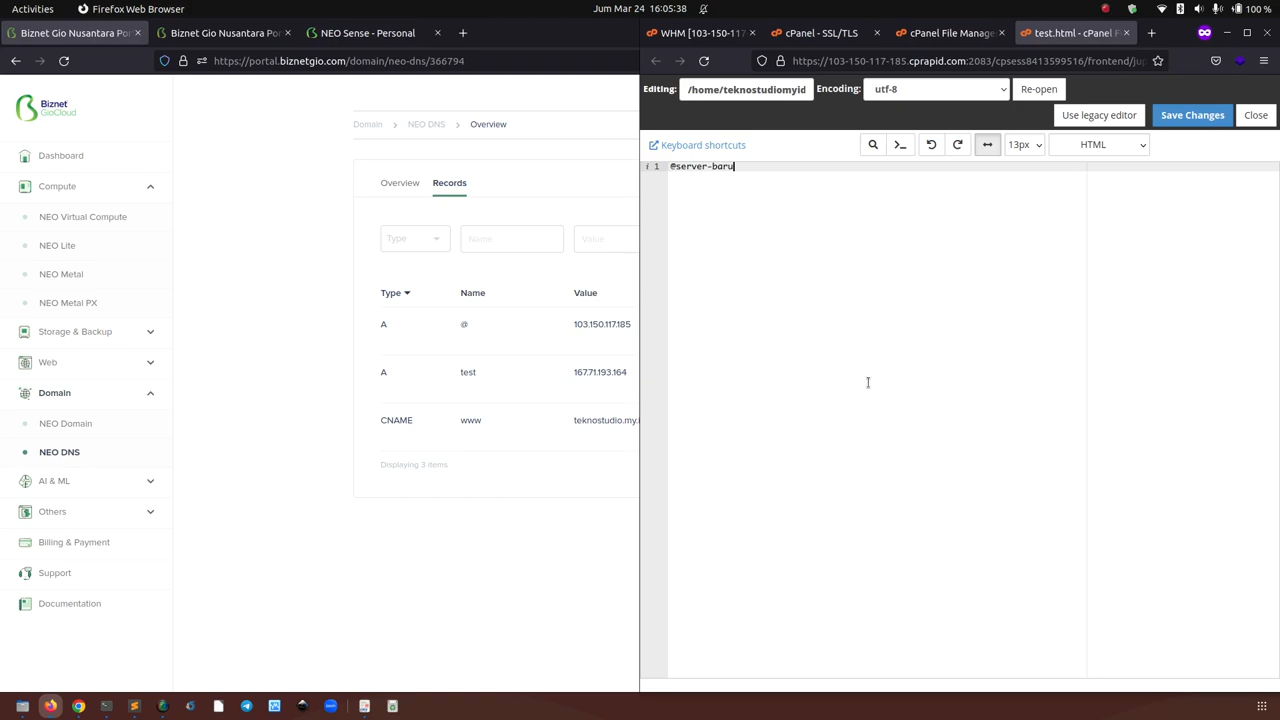 Activities
Firefox Web Browser
Jum Mar 24 16:05:38
100 %
Biznet Gio Nusantara Por
Biznet Gio Nusantara Por
NEO Sense - Personal
https://portal.biznetgio.com/domain/neo-dns/366794
Biznet
GioCloud
Dashboard
Compute
NEO Virtual Compute
NEO Lite
NEO Metal
NEO Metal PX
Storage & Backup
Web
Domain
NEO Domain
NEO DNS
AI & ML
Others
Billing & Payment
Support
Documentation
Domain > NEO DNS > Overview
Overview Records
Type Name Value
Type Name Value
A @ 103.150.117.185
A test 167.71.193.164
CNAME www teknostudio.my.i
Displaying 3 items
WHM [103-150-117
cPanel - SSL/TLS
cPanel File Manage
test.html - cPanel F
https://103-150-117-185.cprapid.com:2083/cpsess8413599516/frontend/jup
Editing: /home/teknostudiomyid Encoding: utf-8 Re-open
Use legacy editor Save Changes Close
Keyboard shortcuts
13px
HTML
i 1 @server-baru